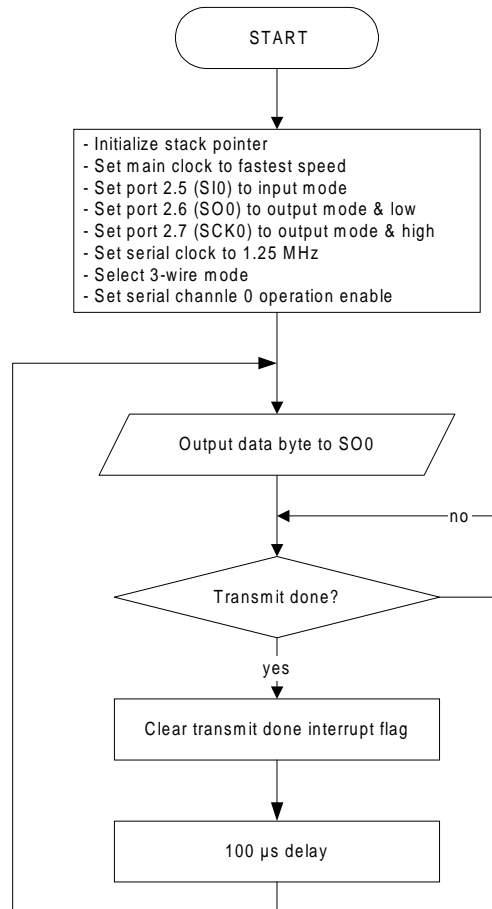 START
- Initialize stack pointer
- Set main clock to fastest speed
- Set port 2.5 (SI0) to input mode
- Set port 2.6 (SO0) to output mode & low
- Set port 2.7 (SCK0) to output mode & high
- Set serial clock to 1.25 MHz
- Select 3-wire mode
- Set serial channle 0 operation enable
Output data byte to SO0
no
Transmit done?
yes
Clear transmit done interrupt flag
100 µs delay